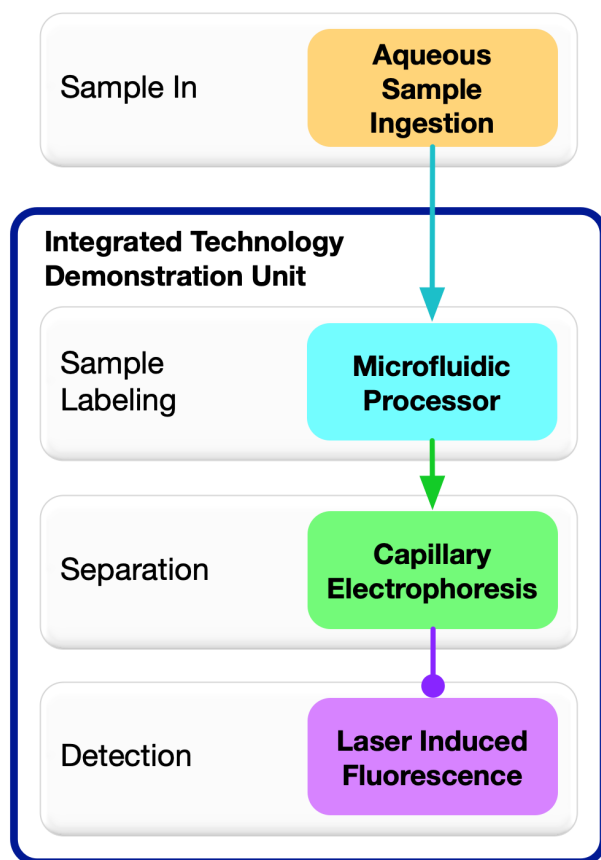 Sample In
Aqueous
Sample
Ingestion
Integrated Technology
Demonstration Unit
Sample
Labeling
Microfluidic
Processor
Separation
Capillary
Electrophoresis
Detection
Laser Induced
Fluorescence